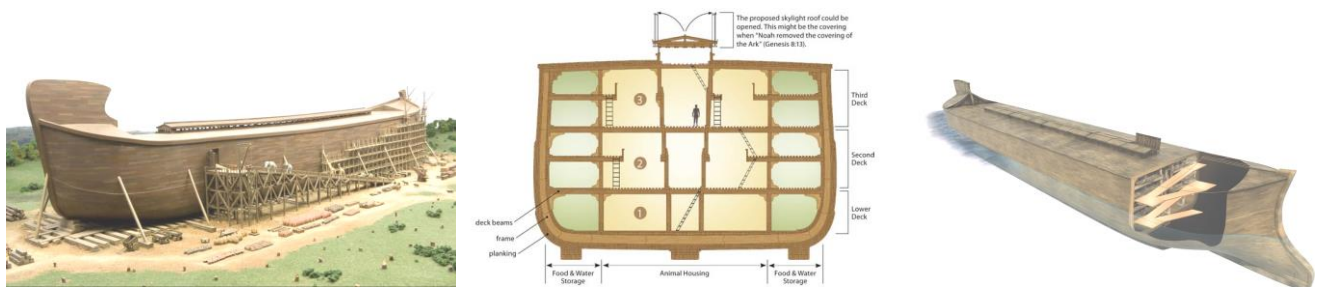 The proposed skylight roof could be
opened. This might be the covering
when "Noah removed the covering of
the Ark" (Genesis 8:13).
3
Third
Deck
2
Second
Deck
1
Lower
Deck
deck beams
frame
planking
Food & Water
Storage
Animal Housing
Food & Water
Storage